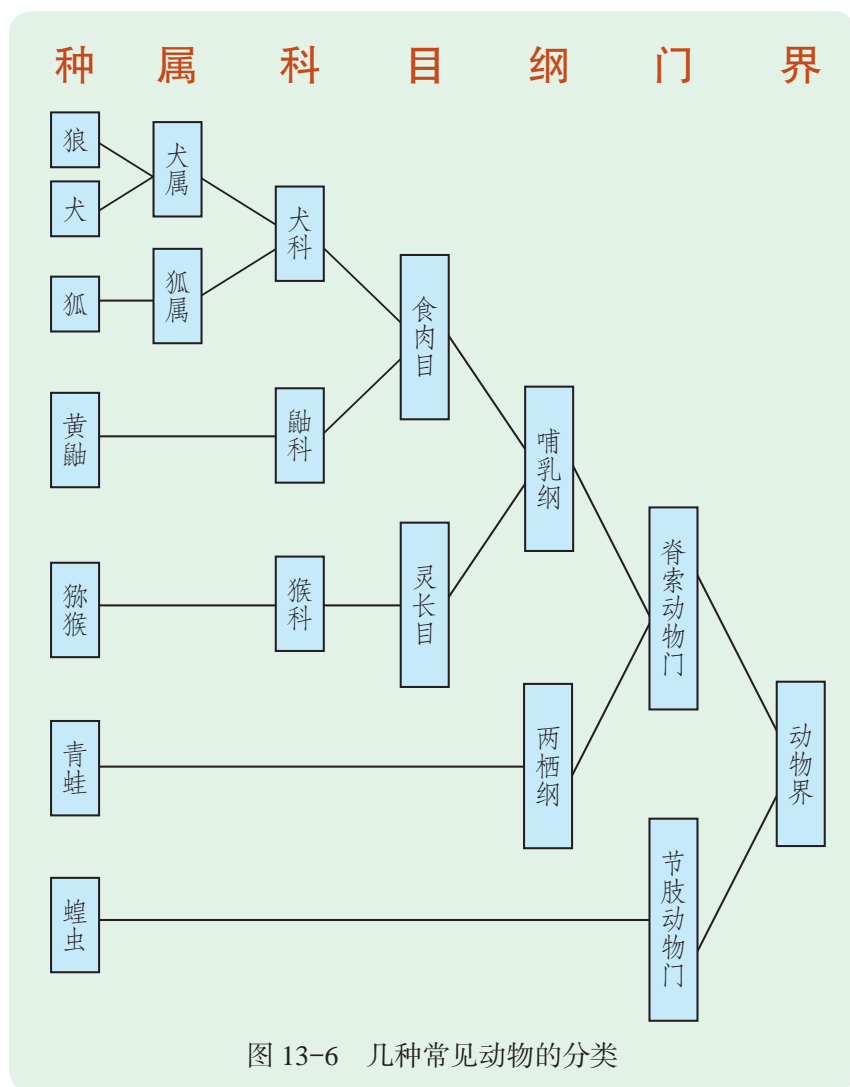 种 属 科 目 纲 门 界
狼
犬
狐
黄鼬
猕猴
青蛙
蝗虫
犬属
狐属
犬科
鼬科
猴科
食肉目
灵长目
哺乳纲
两栖纲
脊索动物门
节肢动物门
动物界
图 13-6 几种常见动物的分类